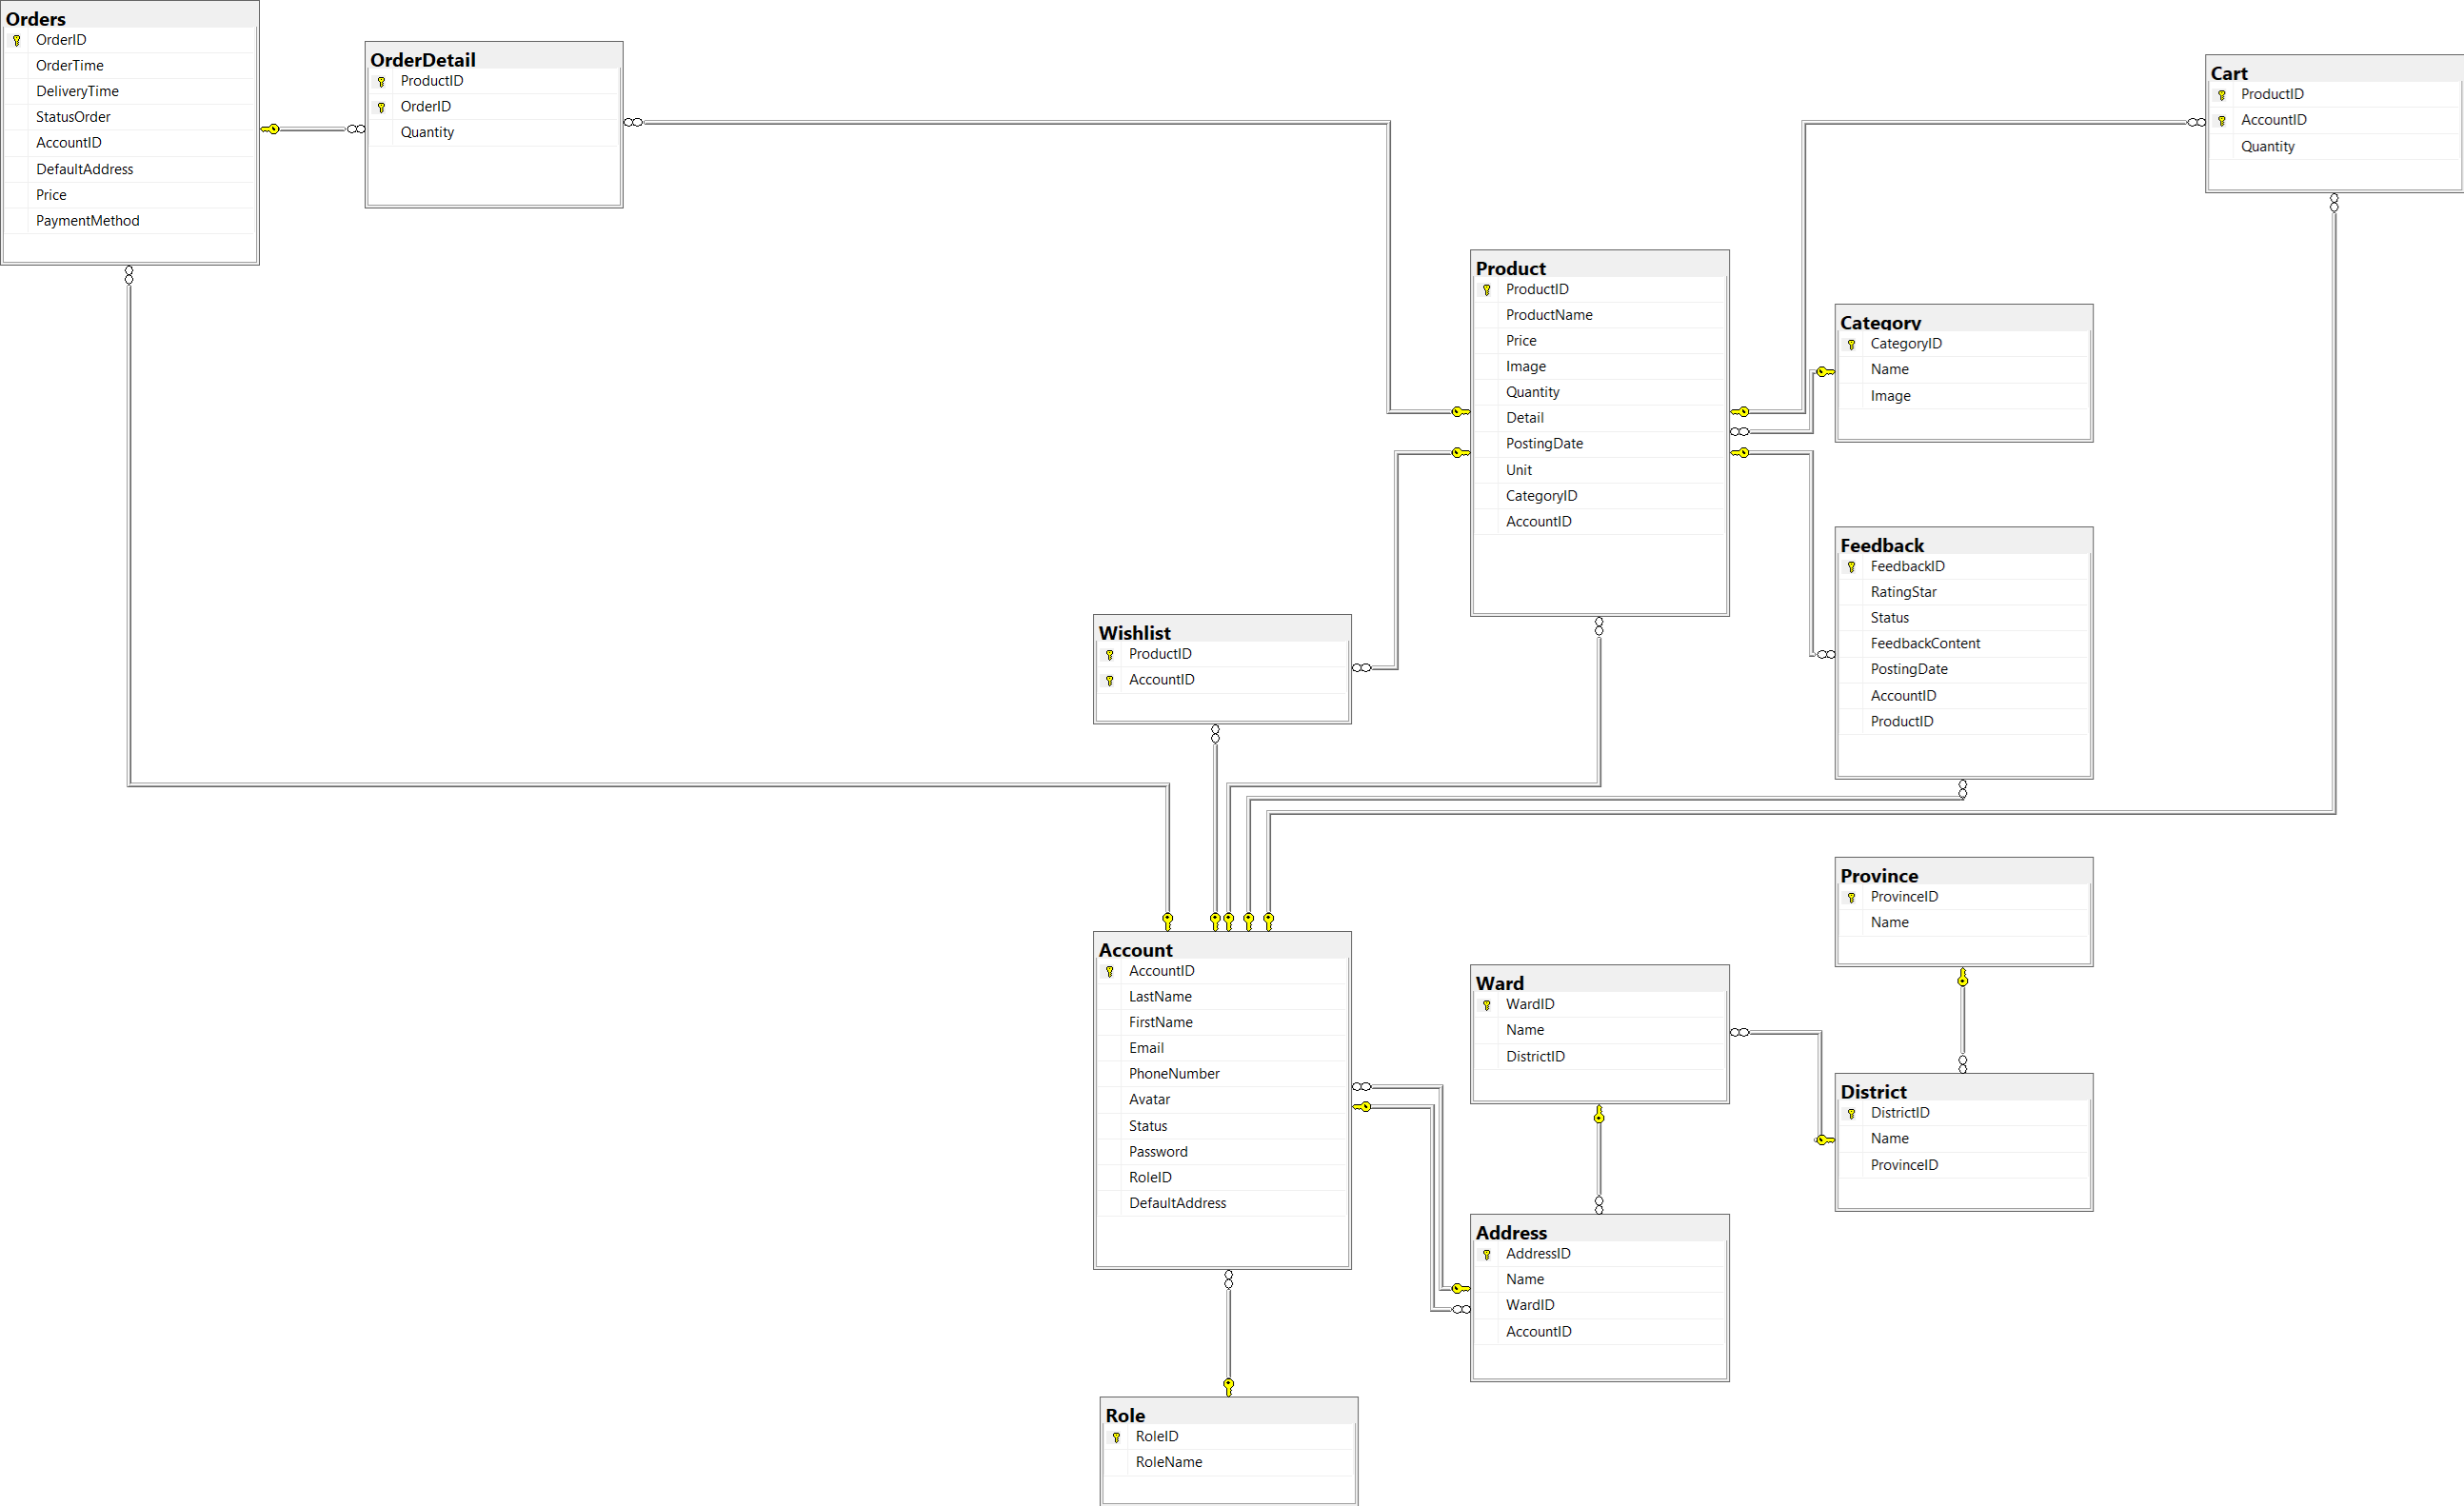 Orders
OrderID
OrderTime
DeliveryTime
StatusOrder
AccountID
DefaultAddress
Price
PaymentMethod
OrderDetail
ProductID
OrderID
Quantity
Cart
ProductID
AccountID
Quantity
Product
ProductID
ProductName
Price
Image
Quantity
Detail
PostingDate
Unit
CategoryID
AccountID
Category
CategoryID
Name
Image
Feedback
FeedbackID
RatingStar
Status
FeedbackContent
PostingDate
AccountID
ProductID
Wishlist
ProductID
AccountID
Account
AccountID
LastName
FirstName
Email
PhoneNumber
Avatar
Status
Password
RoleID
DefaultAddress
Ward
WardID
Name
DistrictID
Province
ProvinceID
Name
District
DistrictID
Name
ProvinceID
Address
AddressID
Name
WardID
AccountID
Role
RoleID
RoleName